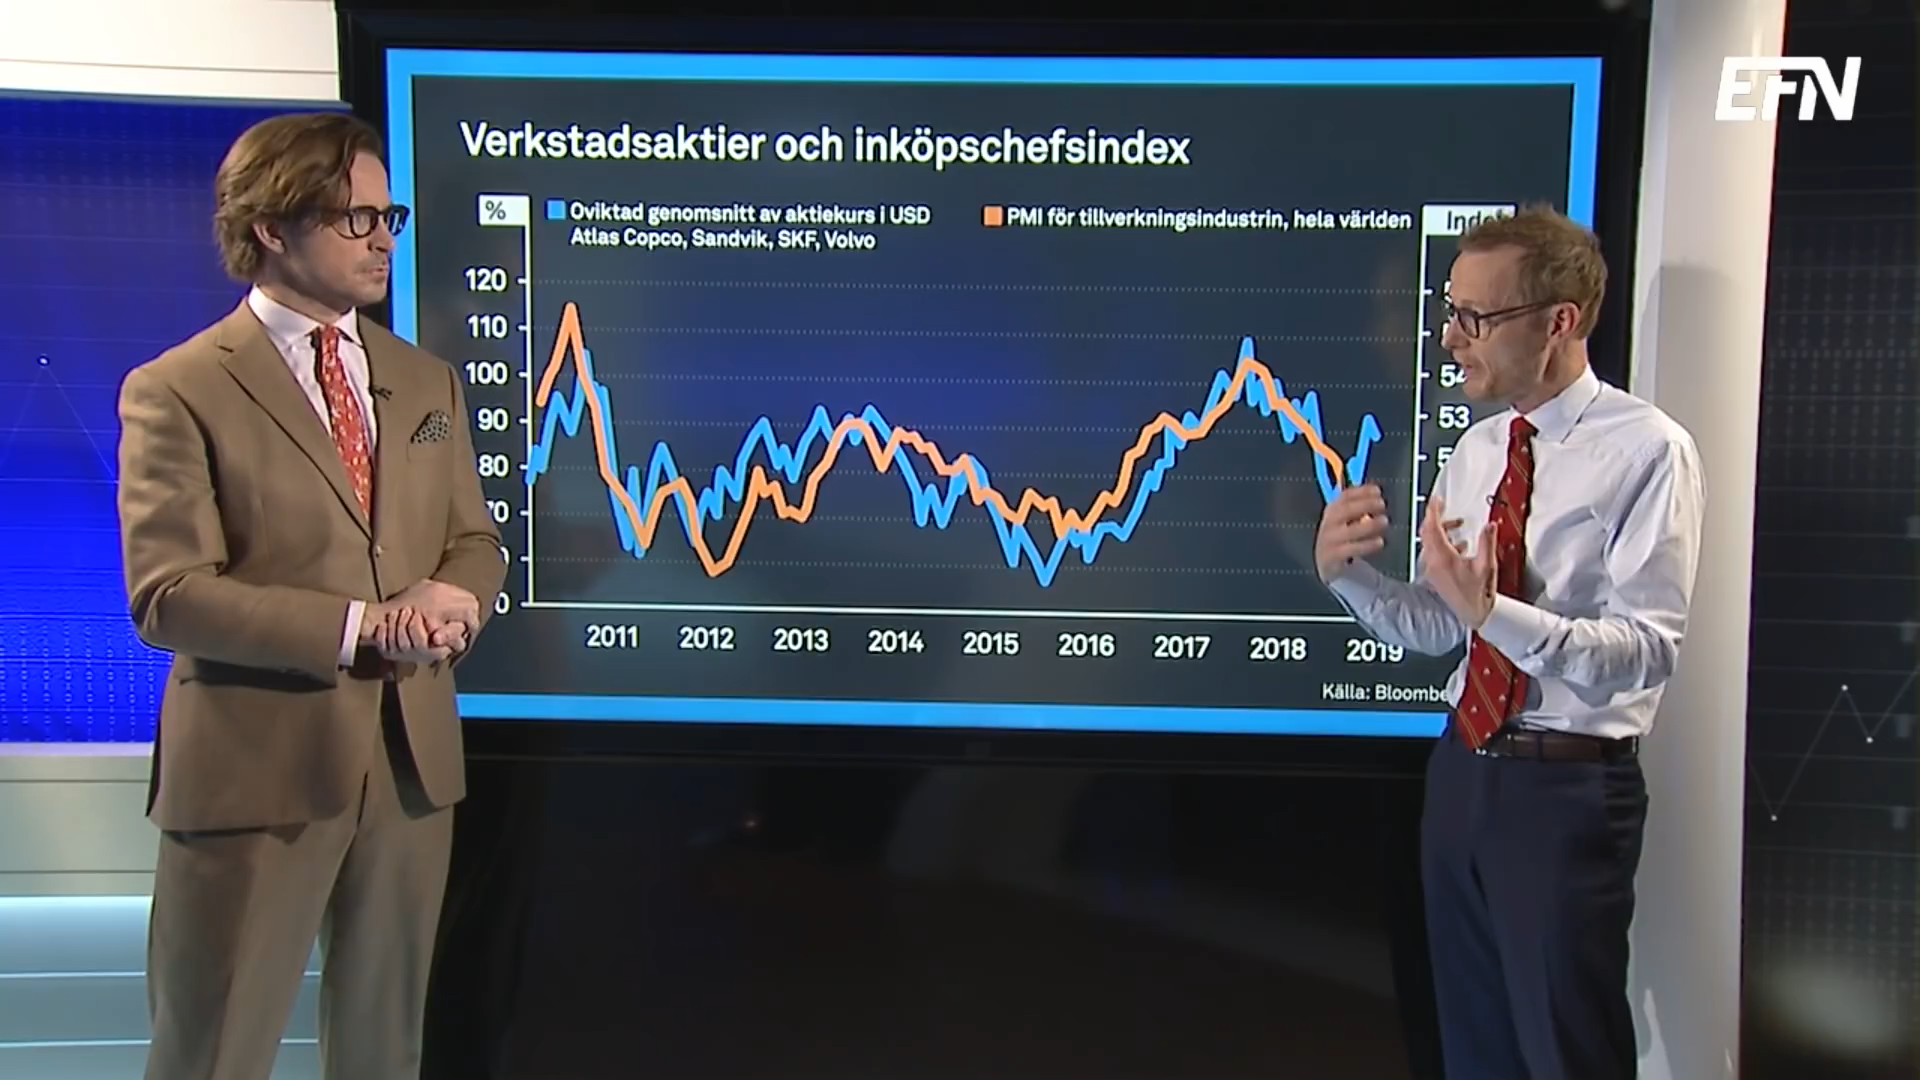 EFN
Verkstadsaktier och inköpschefsindex
%
Oviktad genomsnitt av aktiekurs i USD
Atlas Copco, Sandvik, SKF, Volvo
PMI för tillverkningsindustrin, hela världen
120
110
100
90
80
54
53
2011 2012 2013 2014 2015 2016 2017 2018 2019
Källa: